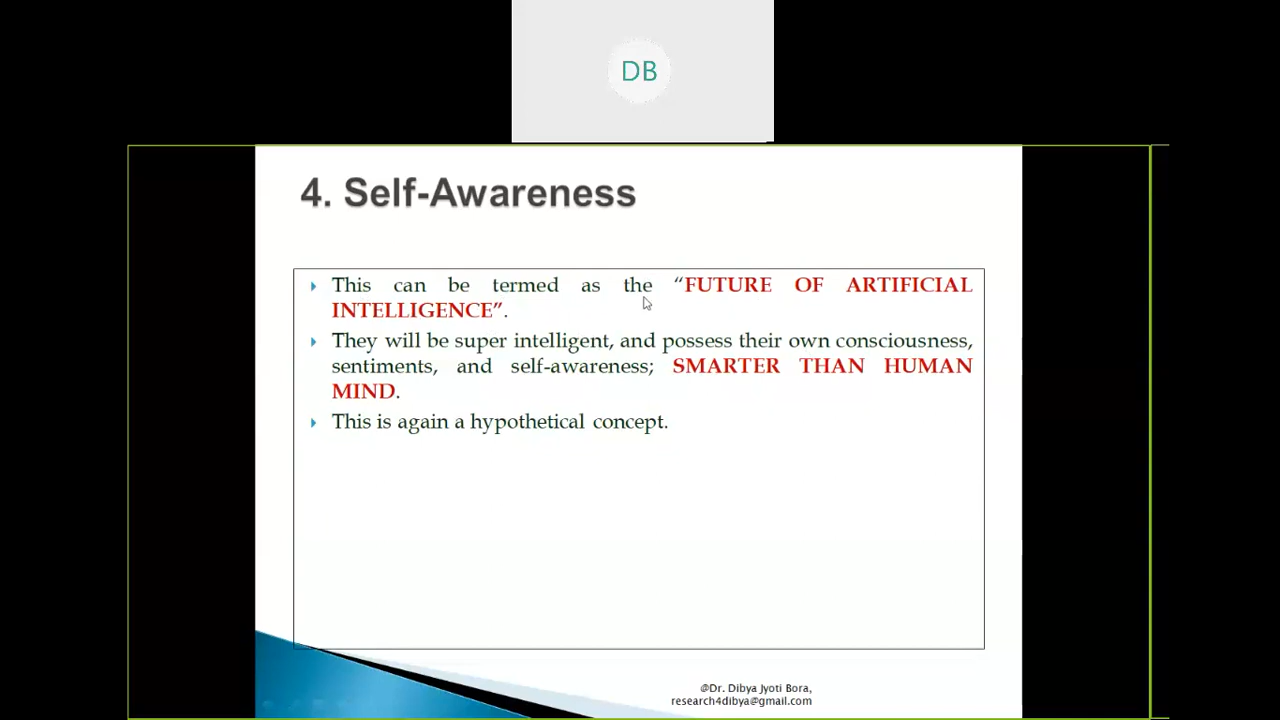 DB
4. Self-Awareness
This can be termed as the “FUTURE OF ARTIFICIAL
INTELLIGENCE”.
They will be super intelligent, and possess their own consciousness,
sentiments, and self-awareness; SMARTER THAN HUMAN
MIND.
This is again a hypothetical concept.
@Dr. Dibya Jyoti Bora,
research4dibya@gmail.com